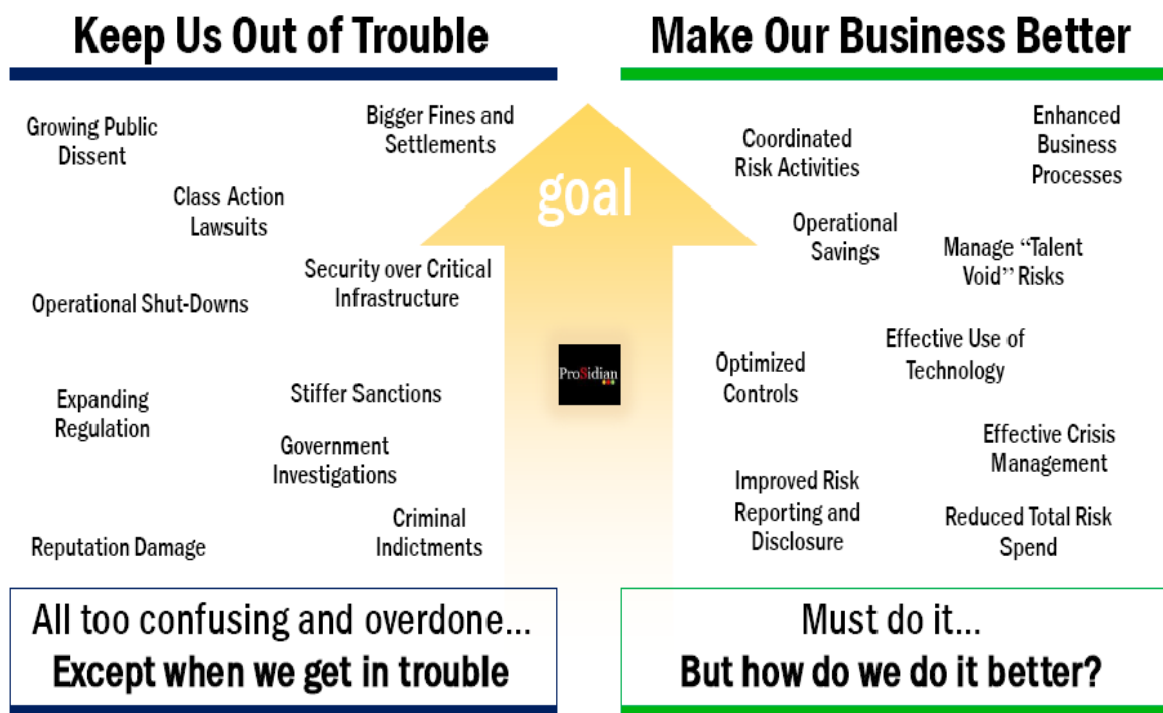 Keep Us Out of Trouble
Growing Public
Dissent
Bigger Fines and
Settlements
Class Action
Lawsuits
Security over Critical
Infrastructure
Operational Shut-Downs
Expanding
Regulation
Stiffer Sanctions
Government
Investigations
Criminal
Indictments
Reputation Damage
All too confusing and overdone...
Except when we get in trouble
goal
ProSidian
Make Our Business Better
Coordinated
Risk Activities
Enhanced
Business
Processes
Operational
Savings
Manage “Talent
Void” Risks
Effective Use of
Technology
Optimized
Controls
Effective Crisis
Management
Improved Risk
Reporting and
Disclosure
Reduced Total Risk
Spend
Must do it...
But how do we do it better?